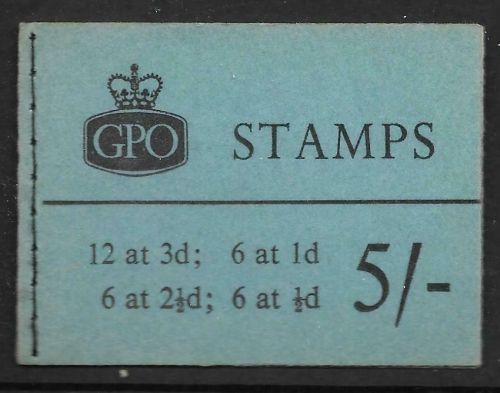 GPO STAMPS
12 at 3d; 6 at 1d
6 at 2½d; 6 at ½d 5/-